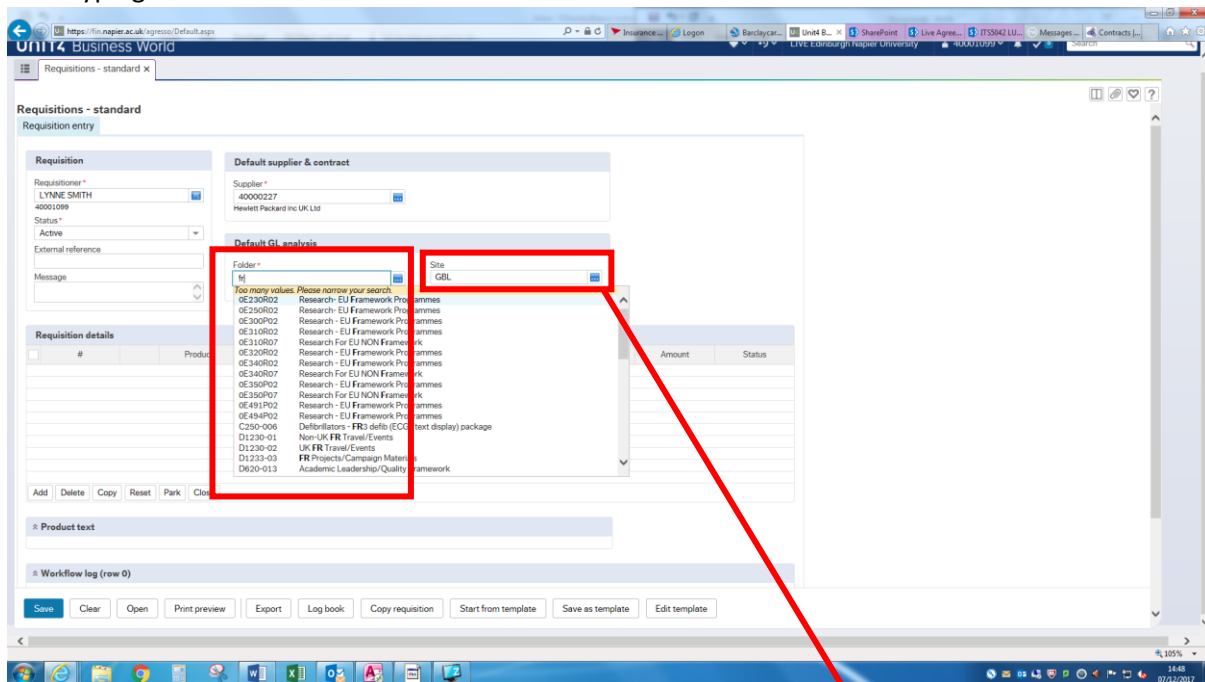 https://fin.napier.ac.uk/agresso/Default.aspx
Insurance ... Logon Barclaycar... Unit4 B... SharePoint Live Agree... ITS5042 LU... Messages ... Contracts |...
UNIT4 Business World
LIVE Edinburgh Napier University 40001099 Search
Requisitions - standard ×
Requisitions - standard
Requisition entry
Requisition
Default supplier & contract
Requisitioner*
Supplier*
LYNNE SMITH
40000227
40001099
Hewlett Packard Inc UK Ltd
Status*
Active
Default GL analysis
External reference
Folder*
Site
fr
GBL
Message
Too many values. Please narrow your search.
0E230R02 Research- EU Framework Programmes
0E250R02 Research- EU Framework Programmes
0E300P02 Research - EU Framework Programmes
0E310R02 Research - EU Framework Programmes
0E310R07 Research For EU NON Framework
0E320R02 Research - EU Framework Programmes
0E340R02 Research - EU Framework Programmes
0E340R07 Research For EU NON Framework
0E350P02 Research - EU Framework Programmes
0E350P07 Research For EU NON Framework
0E491P02 Research - EU Framework Programmes
0E494P02 Research - EU Framework Programmes
C250-006 Defibrillators - FR3 defib (ECG text display) package
D1230-01 Non-UK FR Travel/Events
D1230-02 UK FR Travel/Events
D1233-03 FR Projects/Campaign Materials
D620-013 Academic Leadership/Quality Framework
Requisition details
# Produc Amount Status
Add Delete Copy Reset Park Clos
Product text
Workflow log (row 0)
Save Clear Open Print preview Export Log book Copy requisition Start from template Save as template Edit template
105%
14:48
07/12/2017